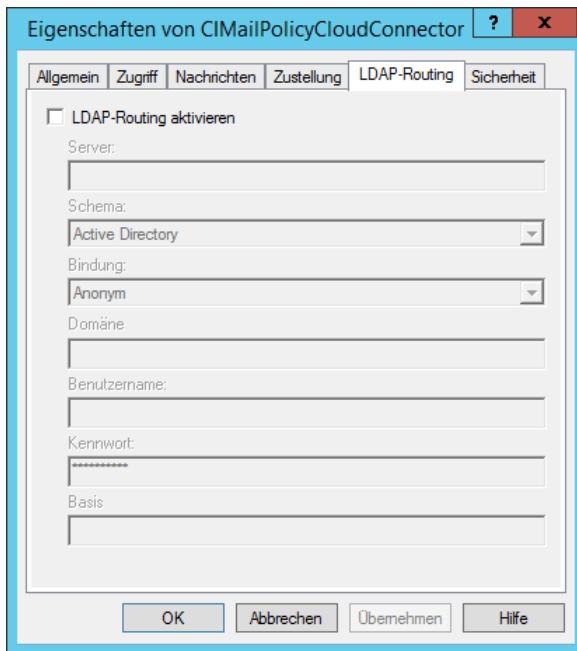 Eigenschaften von CIMailPolicyCloudConnector ? x
Allgemein Zugriff Nachrichten Zustellung LDAP-Routing Sicherheit
LDAP-Routing aktivieren
Server:
Schema:
Active Directory
Bindung:
Anonym
Domäne
Benutzername:
Kennwort:
**********
Basis
OK Abbrechen Übernehmen Hilfe